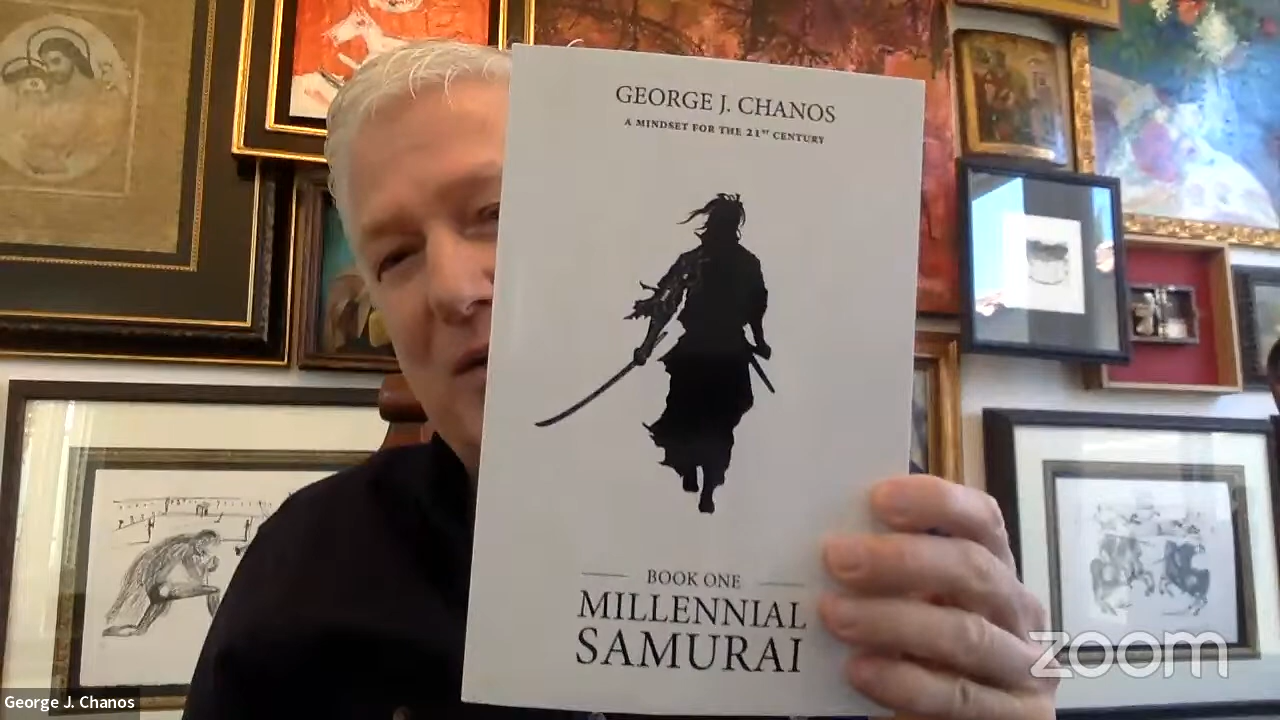 GEORGE J. CHANOS
A MINDSET FOR THE 21ST CENTURY
BOOK ONE
MILLENNIAL
SAMURAI
zoom
George J. Chanos